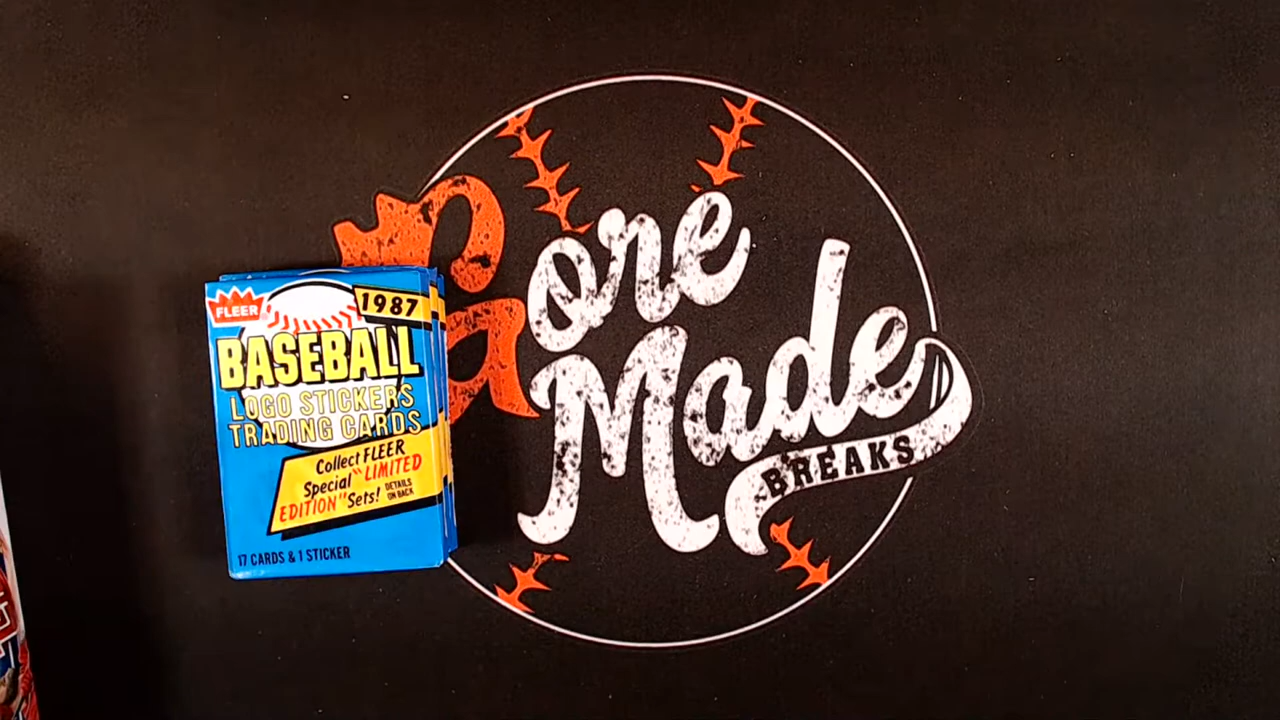 FLEER
1987
BASEBALL
LOGO STICKERS
TRADING CARDS
Collect FLEER
Special "LIMITED
EDITION" Sets!
DETAILS
ON BACK
17 CARDS & 1 STICKER
Gore
Made
BREAKS